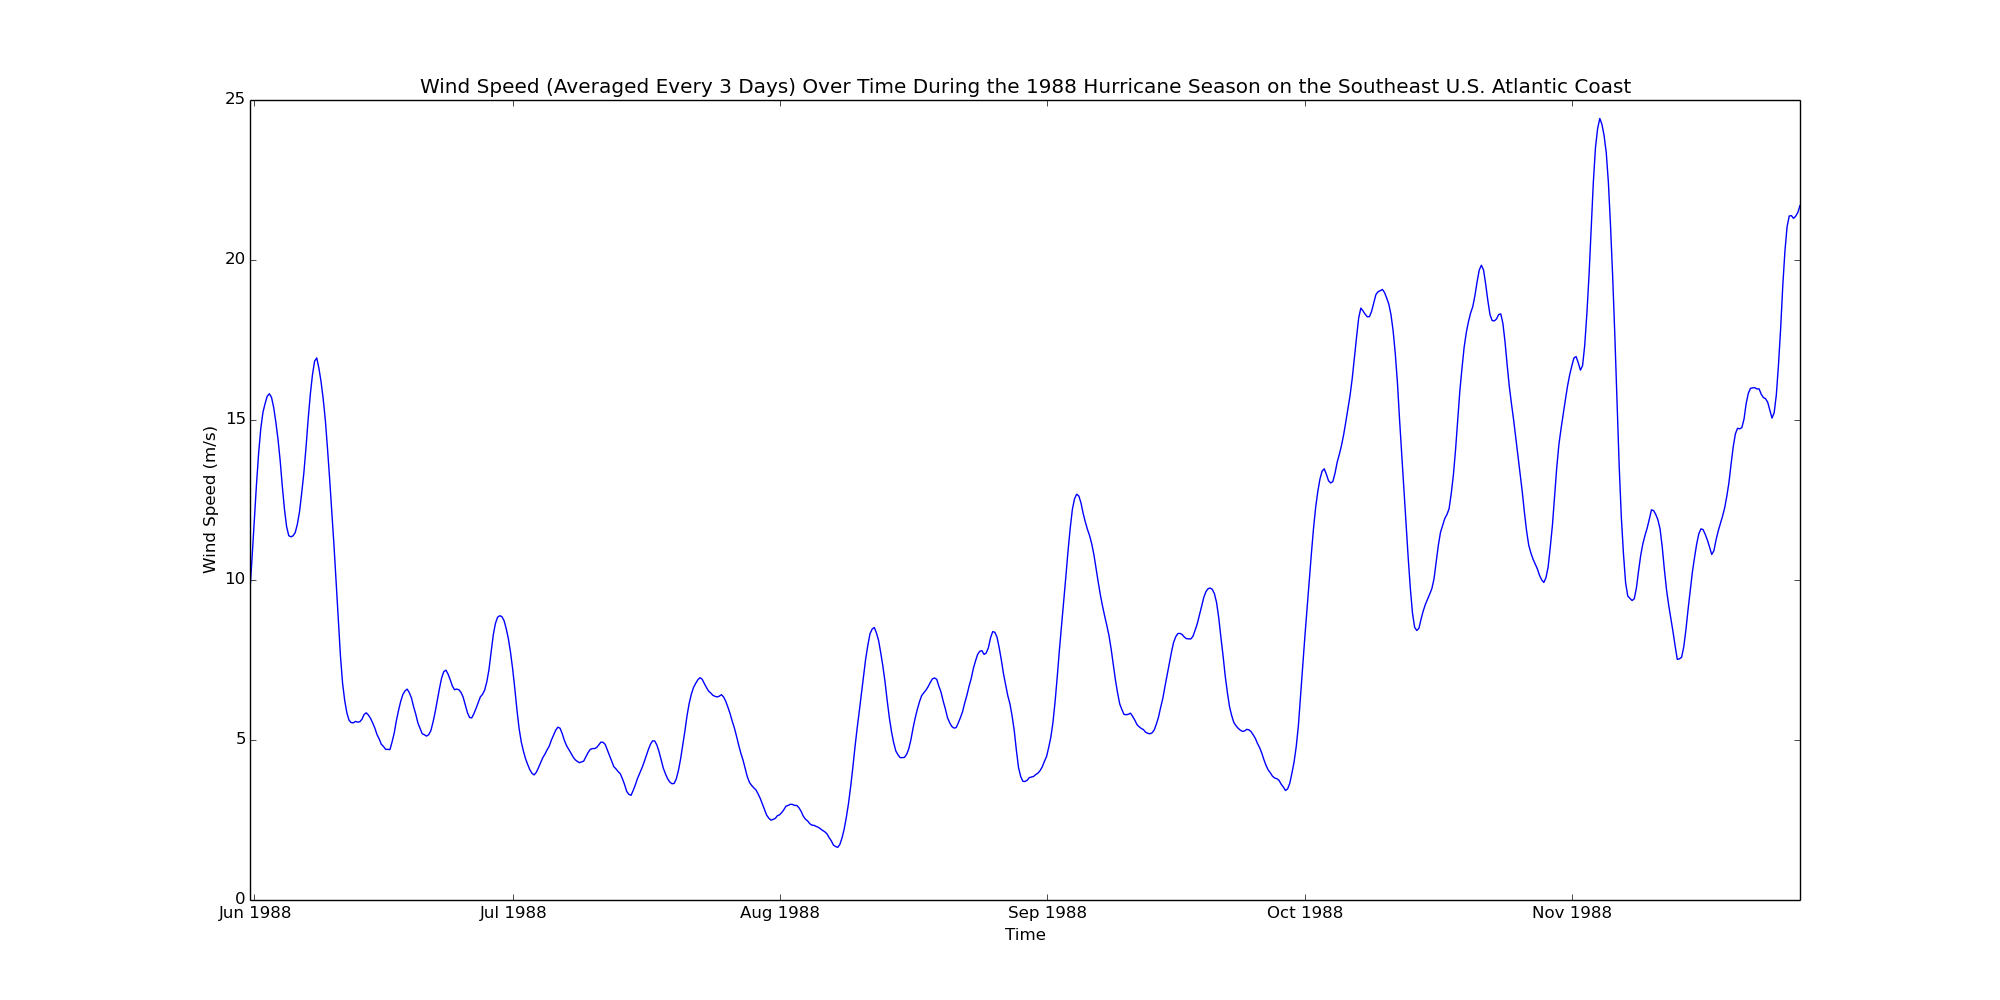 Wind Speed (Averaged Every 3 Days) Over Time During the 1988 Hurricane Season on the Southeast U.S. Atlantic Coast
25
20
15
10
5
0
Wind Speed (m/s)
Jun 1988 Jul 1988 Aug 1988 Sep 1988 Oct 1988 Nov 1988
Time